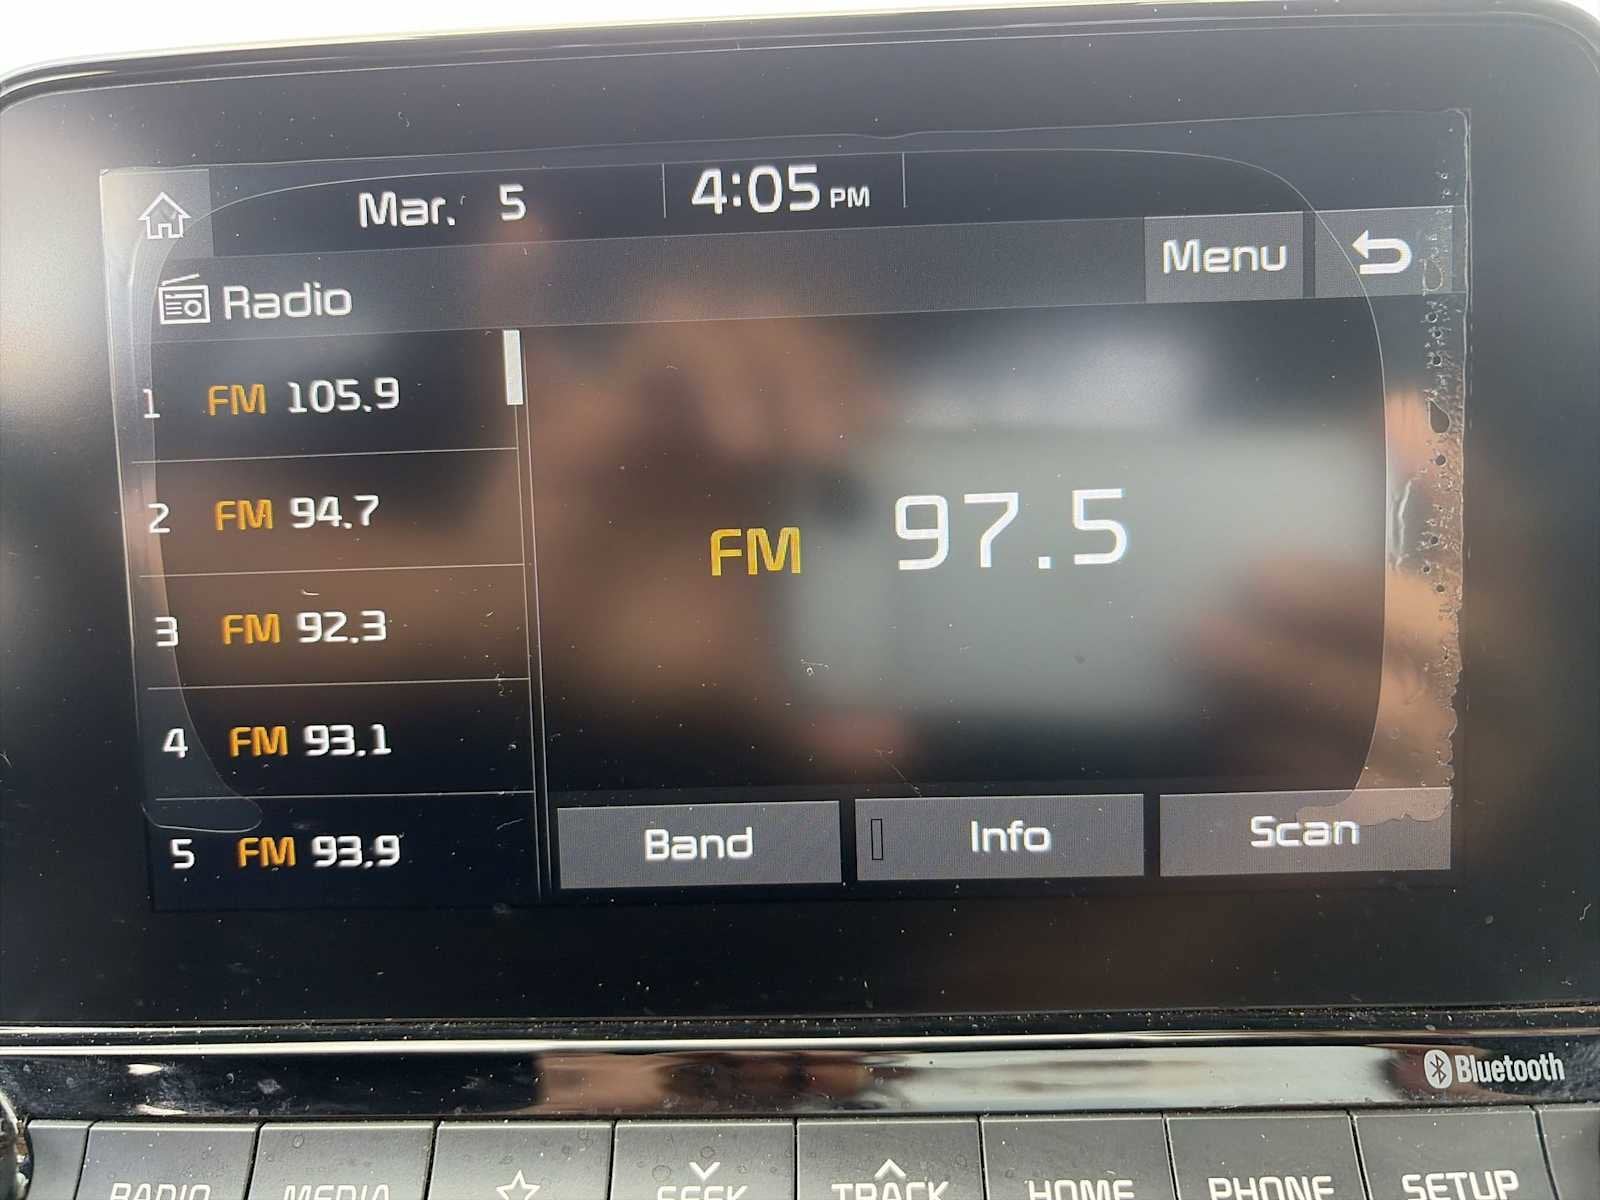 Mar. 5 4:05 PM
Menu
Radio
1 FM 105.9
2 FM 94.7
3 FM 92.3
4 FM 93.1
5 FM 93.9
FM 97.5
Band Info Scan
Bluetooth
RADIO MEDIA SEEK TRACK HOME PHONE SETUP